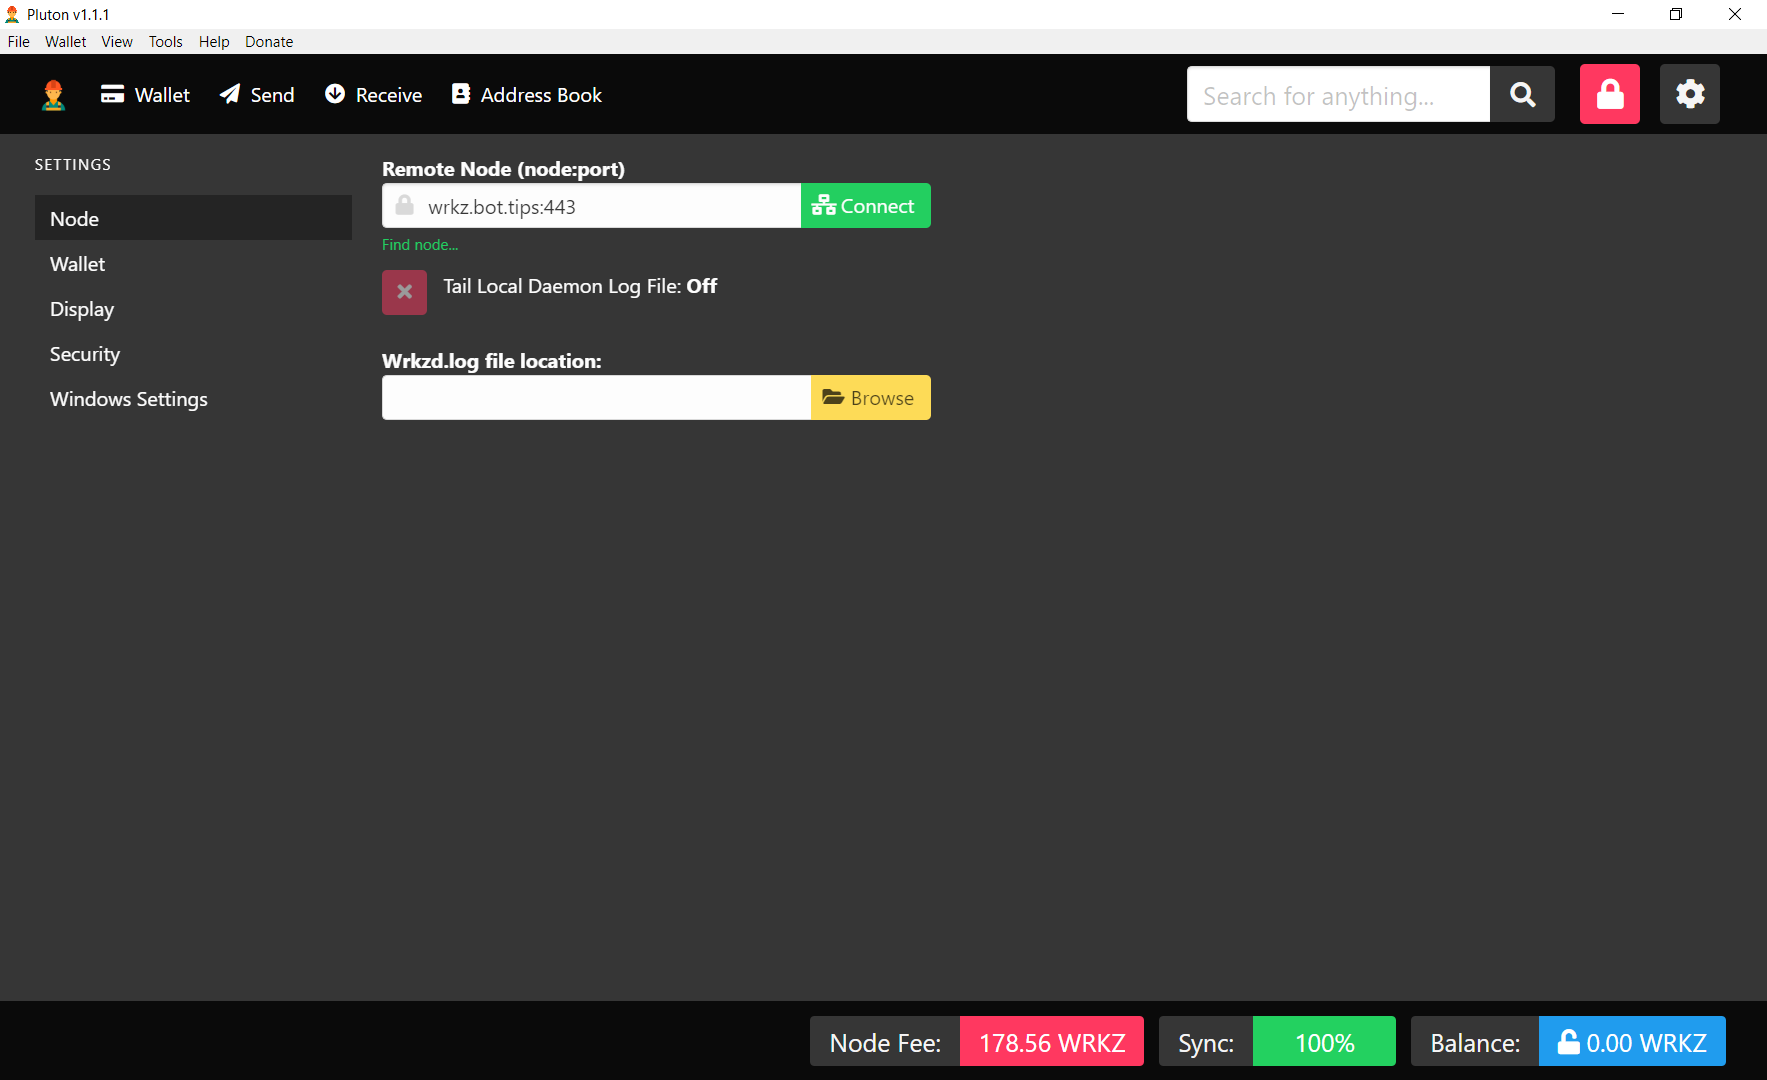 Pluton v1.1.1
File Wallet View Tools Help Donate
Wallet Send Receive Address Book Search for anything...
SETTINGS
Node
Wallet
Display
Security
Windows Settings
Remote Node (node:port)
wrkz.bot.tips:443 Connect
Find node...
Tail Local Daemon Log File: Off
Wrkzd.log file location:
Browse
Node Fee: 178.56 WRKZ Sync: 100% Balance: 0.00 WRKZ